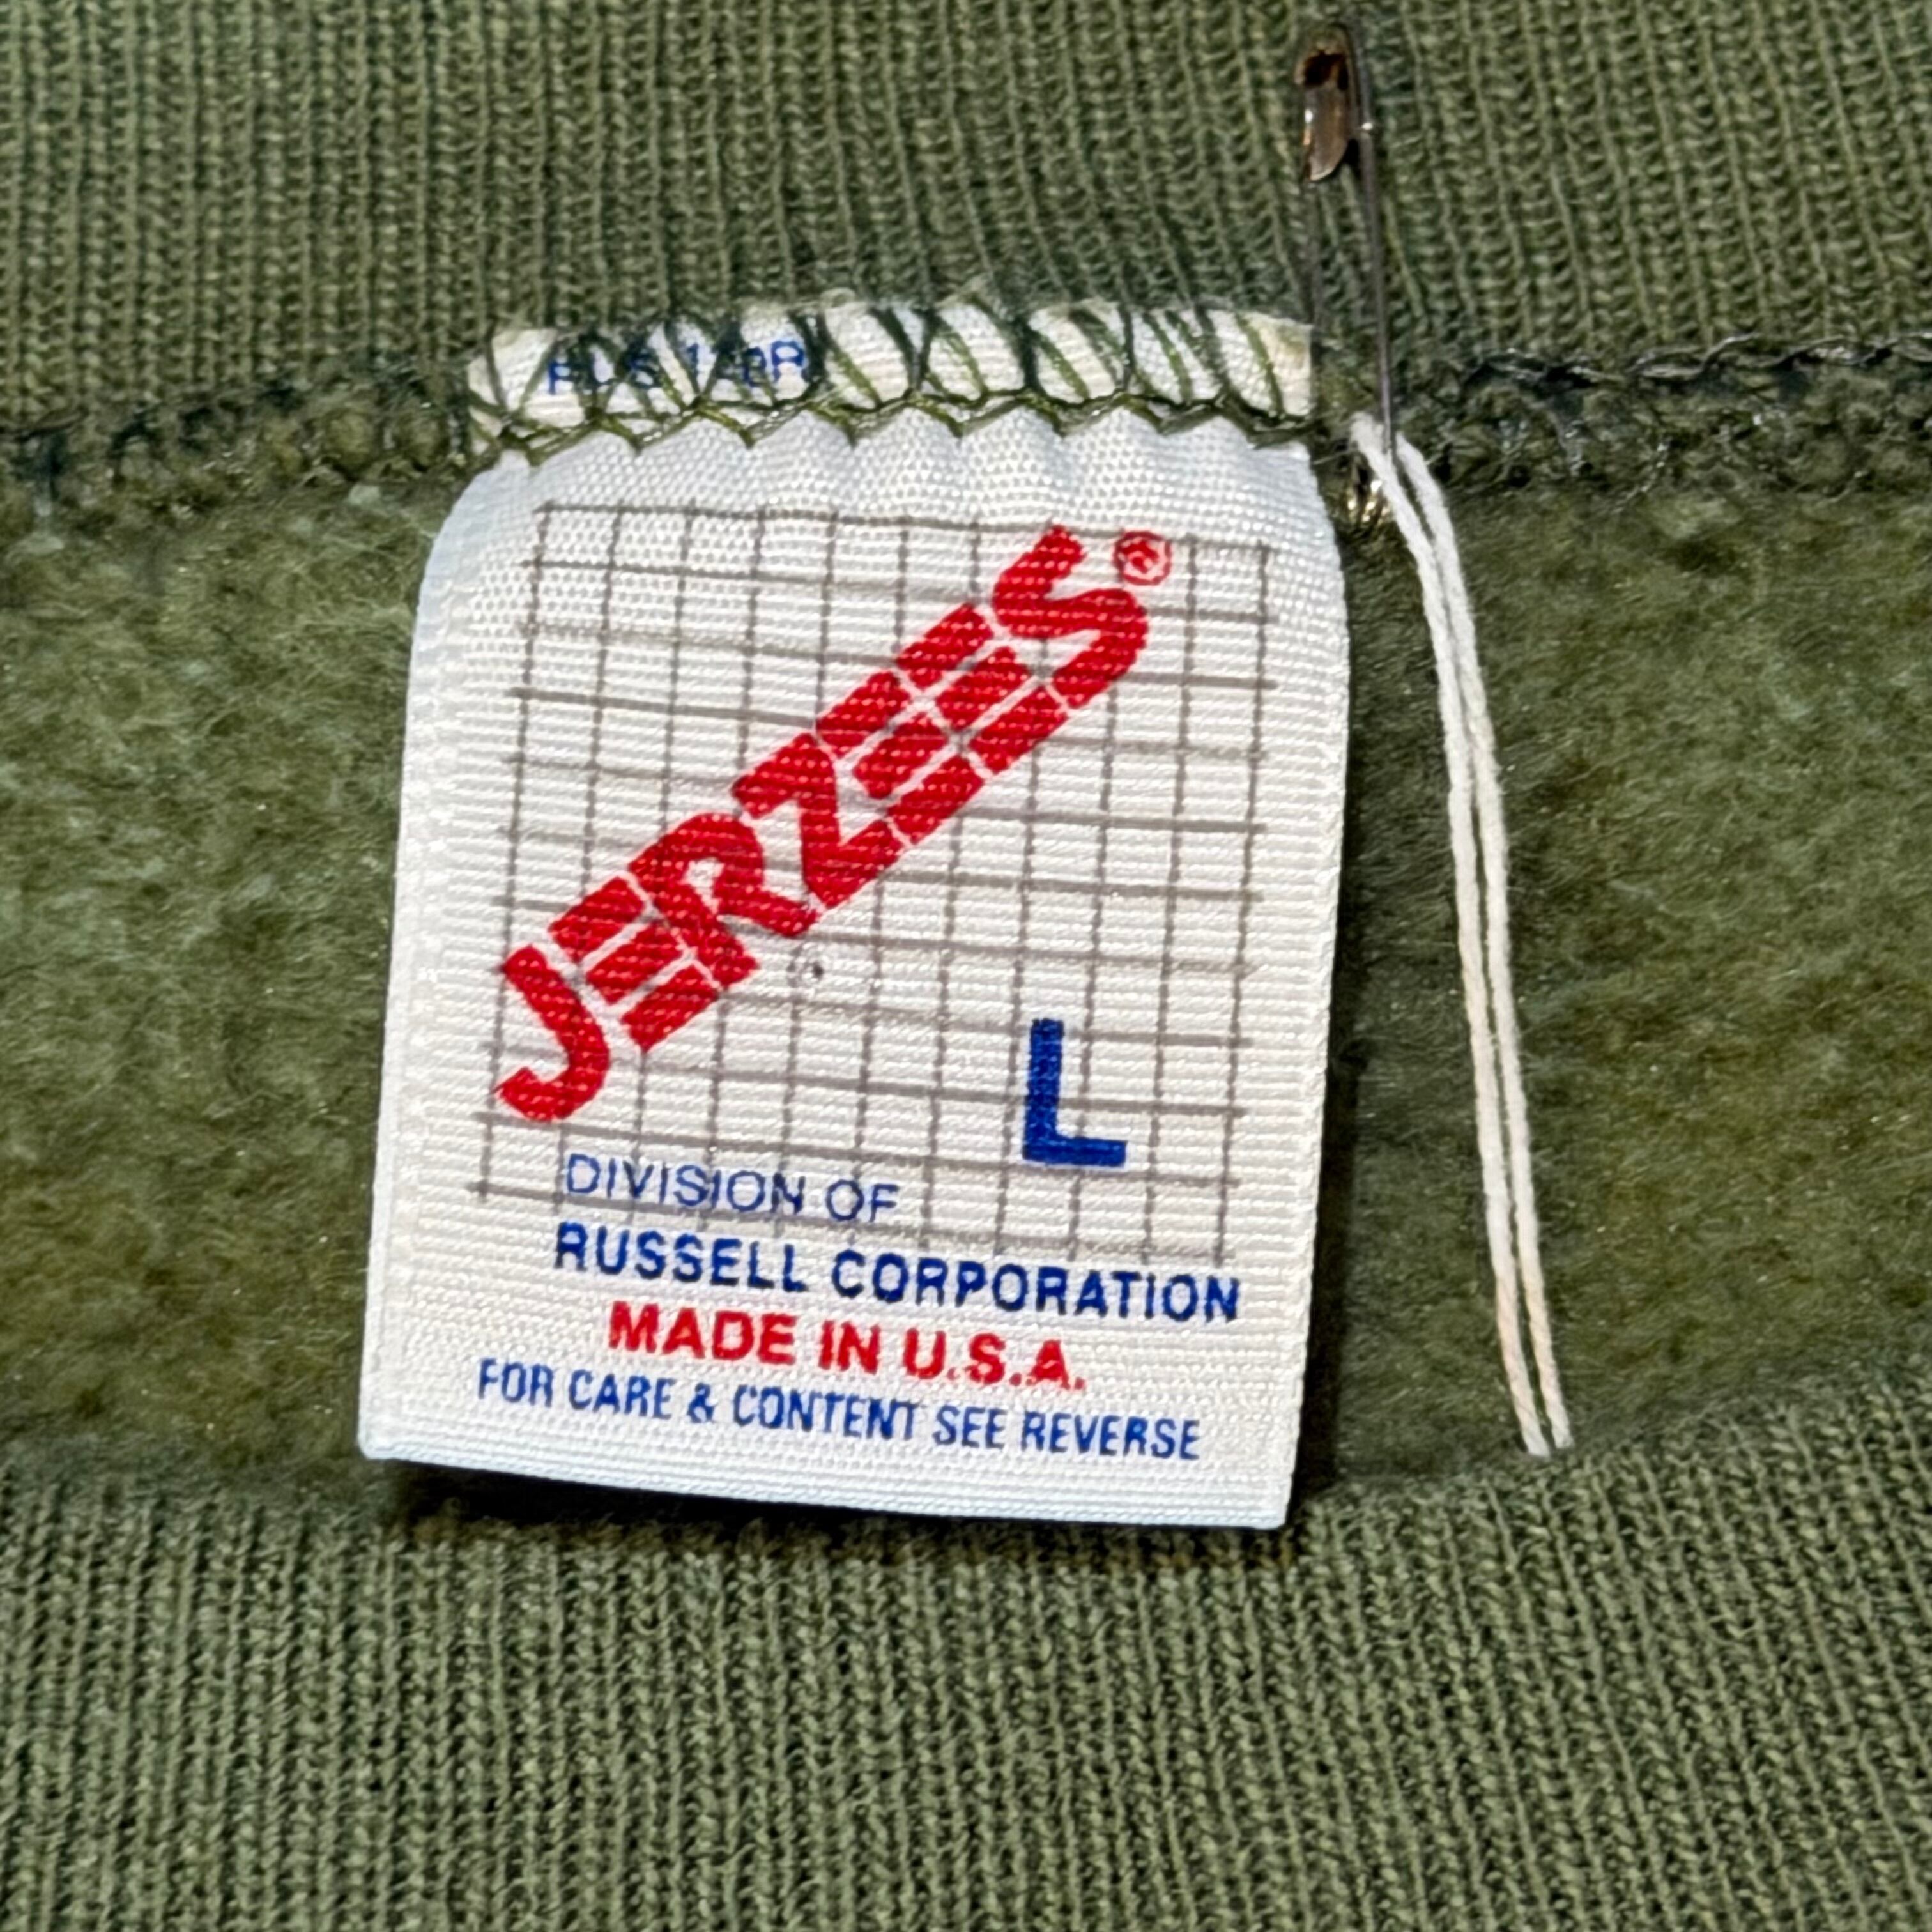 JERZEES®
L
DIVISION OF
RUSSELL CORPORATION
MADE IN U.S.A.
FOR CARE & CONTENT SEE REVERSE